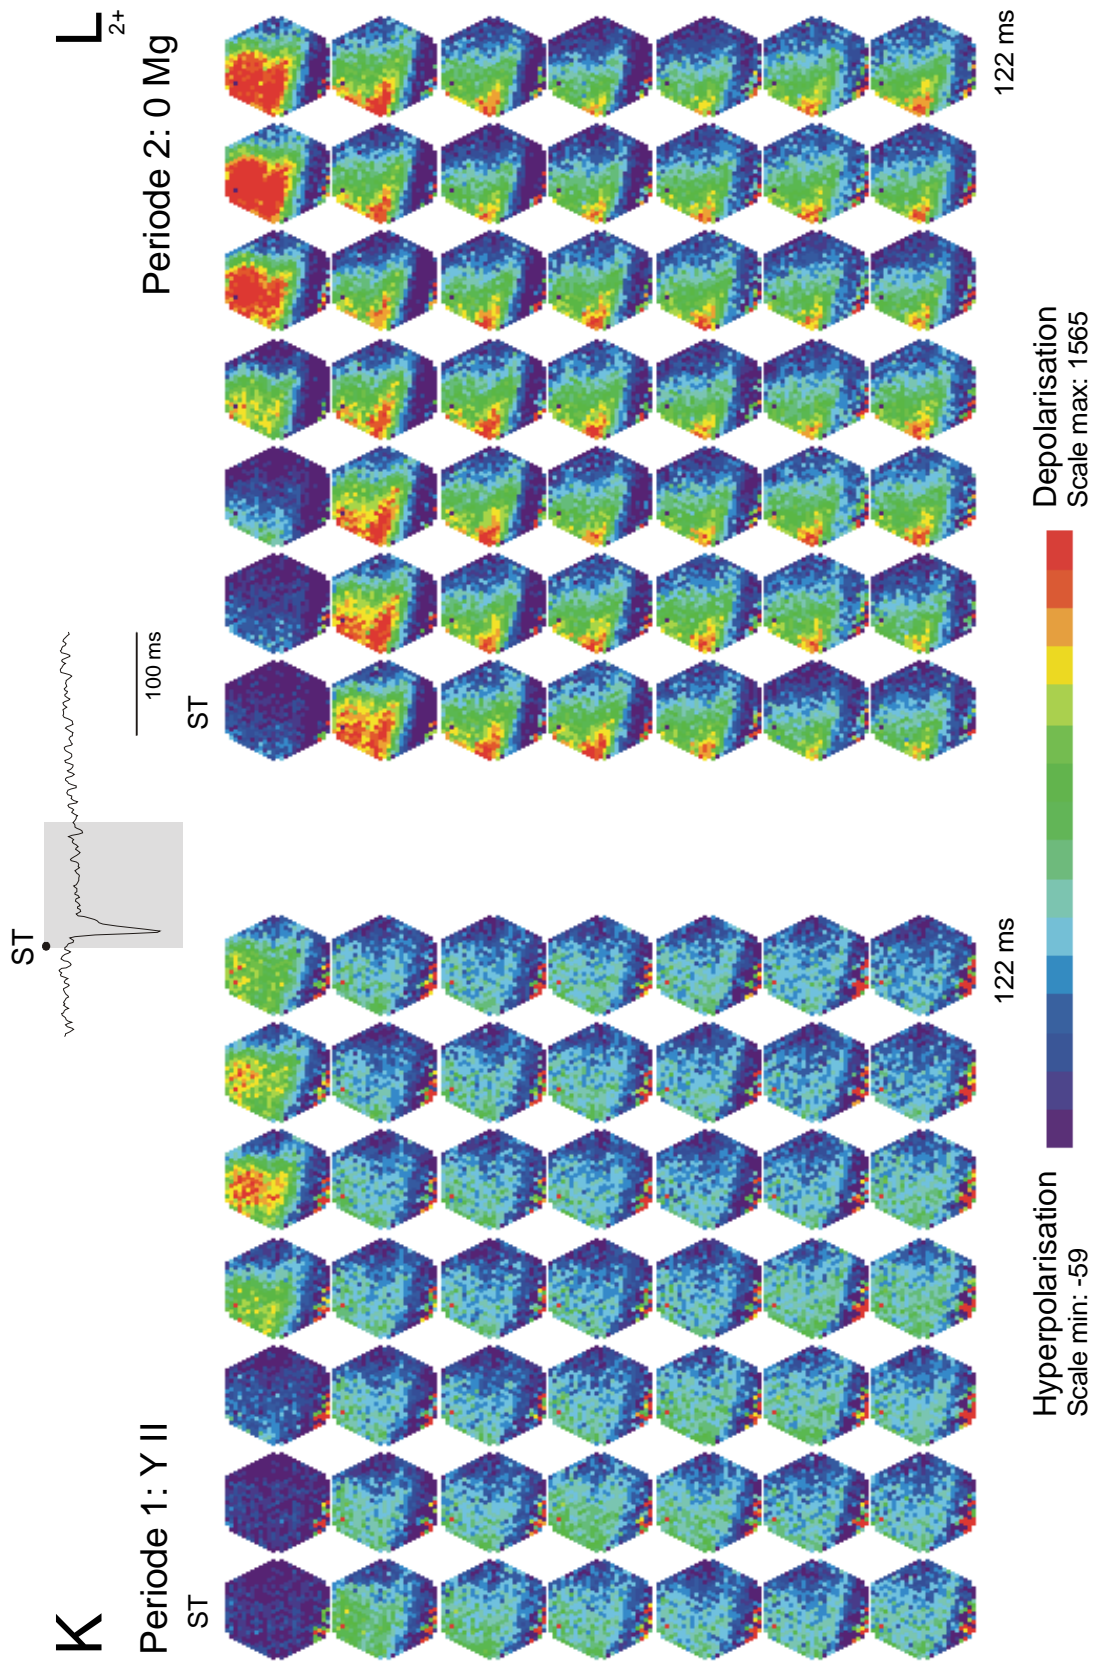 K
L
Periode 1: Y II
Periode 2: 0 Mg2+
ST
100 ms
ST
ST
122 ms
122 ms
Hyperpolarisation
Scale min: -59
Depolarisation
Scale max: 1565